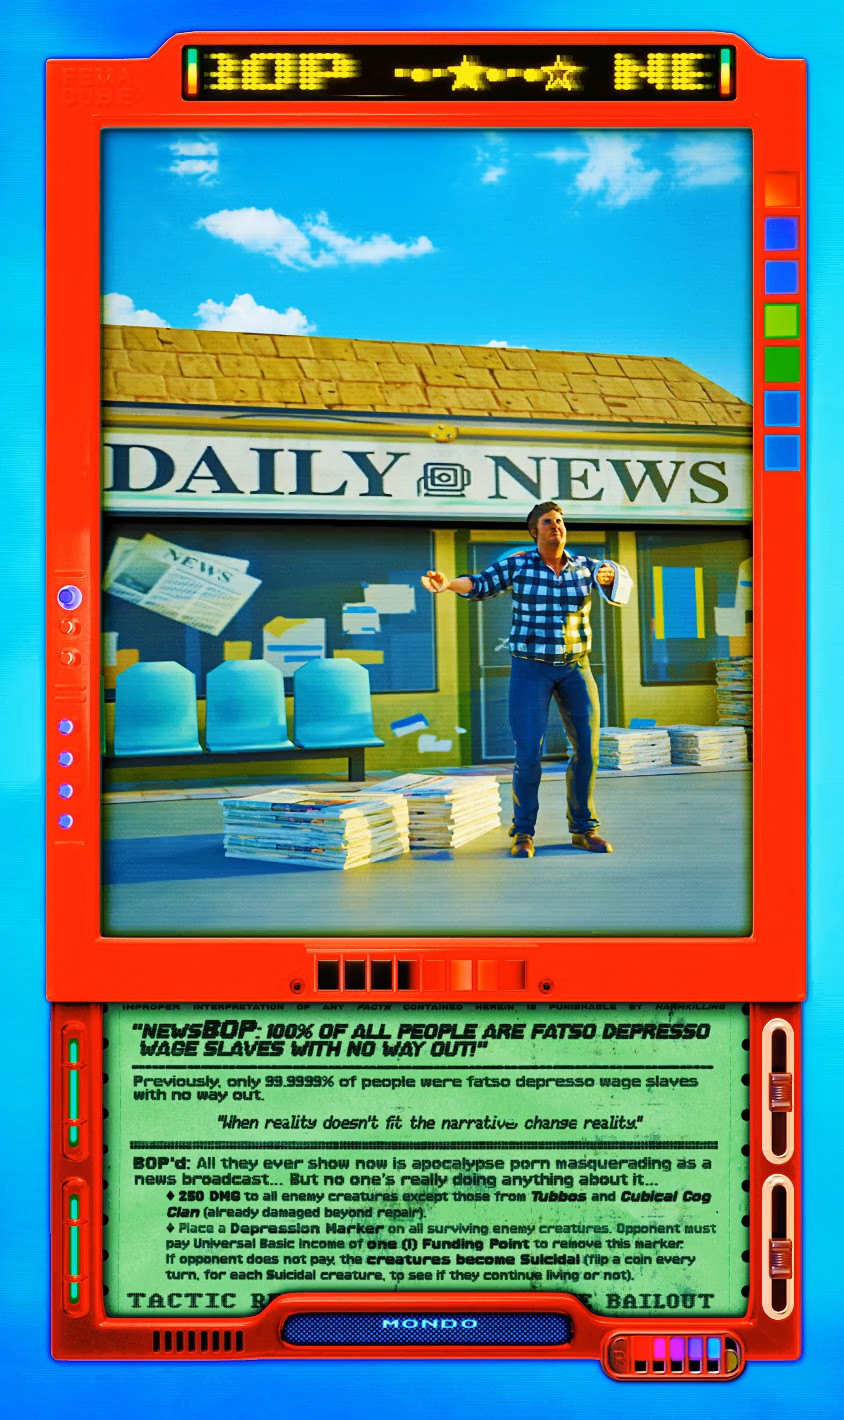 FEMA
CUBE
BOP NE
DAILY NEWS
NEWS
IMPROPER INTERPRETATION OF ANY FACTS CONTAINED HEREIN IS PUNISHABLE BY HARMKILLING
"NEWSBOP: 100% OF ALL PEOPLE ARE FATSO DEPRESSO
WAGE SLAVES WITH NO WAY OUT!"
Previously, only 99.9999% of people were fatso depresso wage slaves
with no way out.
"When reality doesn't fit the narrative change reality."
BOP'd: All they ever show now is apocalypse porn masquerading as a
news broadcast... But no one's really doing anything about it...
♦ 250 DMG to all enemy creatures except those from Tubbos and Cubical Cog
Clan (already damaged beyond repair).
♦ Place a Depression Marker on all surviving enemy creatures. Opponent must
pay Universal Basic Income of one (1) Funding Point to remove this marker.
If opponent does not pay, the creatures become Suicidal (flip a coin every
turn, for each Suicidal creature, to see if they continue living or not).
TACTIC BAILOUT
MONDO